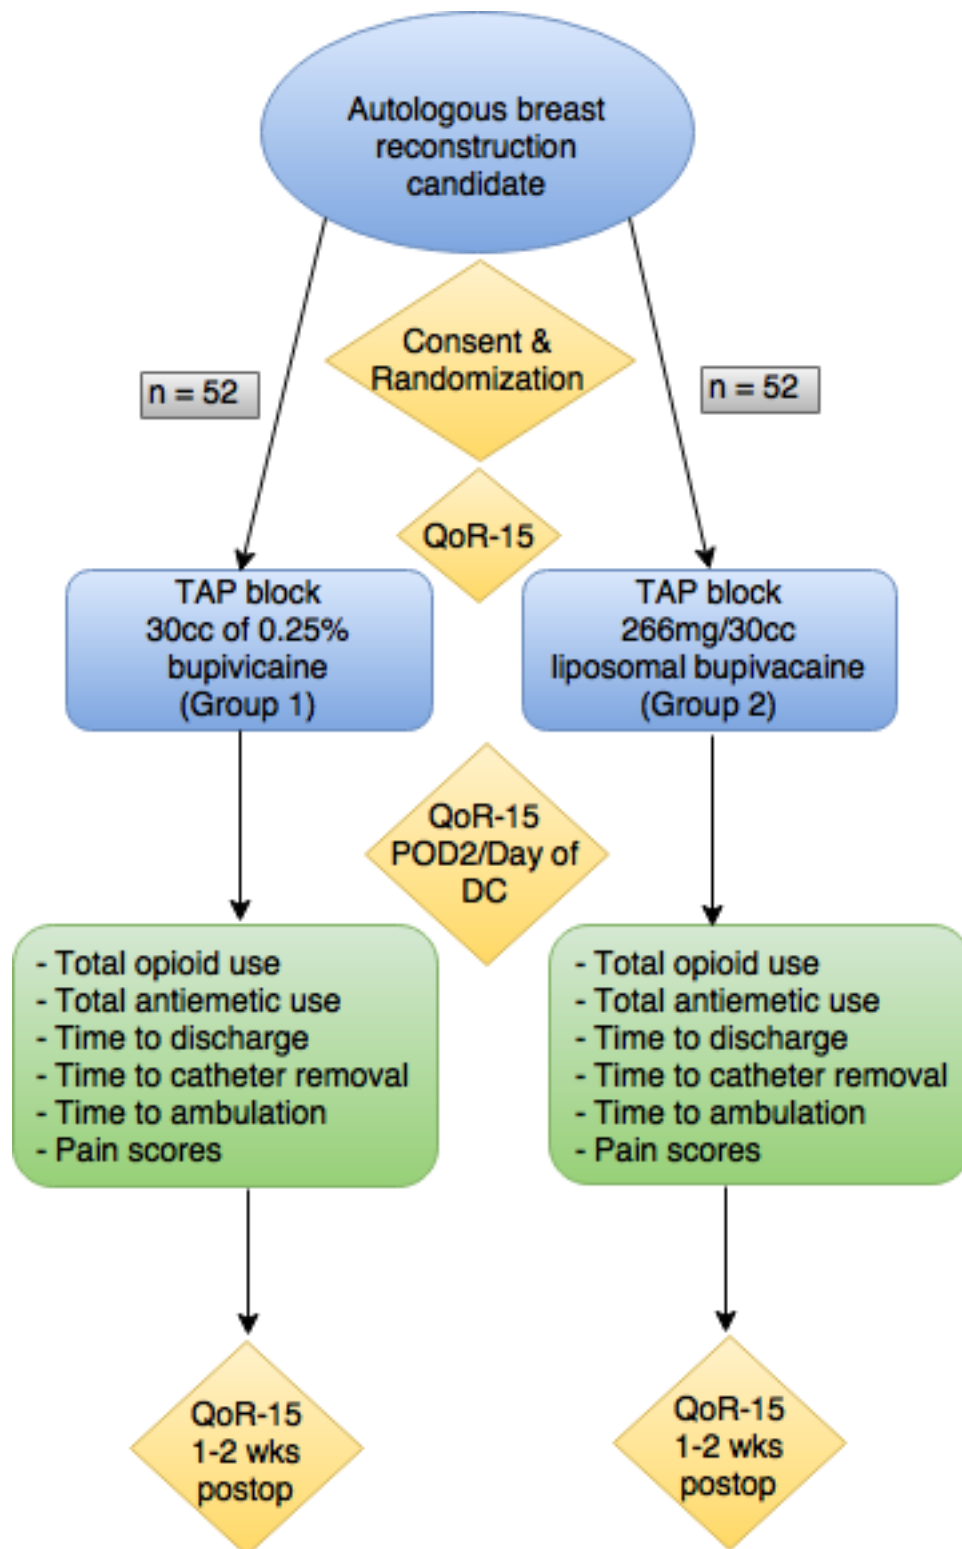 Autologous breast
reconstruction
candidate
Consent &
Randomization
n = 52
n = 52
QoR-15
TAP block
30cc of 0.25%
bupivicaine
(Group 1)
TAP block
266mg/30cc
liposomal bupivacaine
(Group 2)
QoR-15
POD2/Day of
DC
- Total opioid use
- Total antiemetic use
- Time to discharge
- Time to catheter removal
- Time to ambulation
- Pain scores
- Total opioid use
- Total antiemetic use
- Time to discharge
- Time to catheter removal
- Time to ambulation
- Pain scores
QoR-15
1-2 wks
postop
QoR-15
1-2 wks
postop